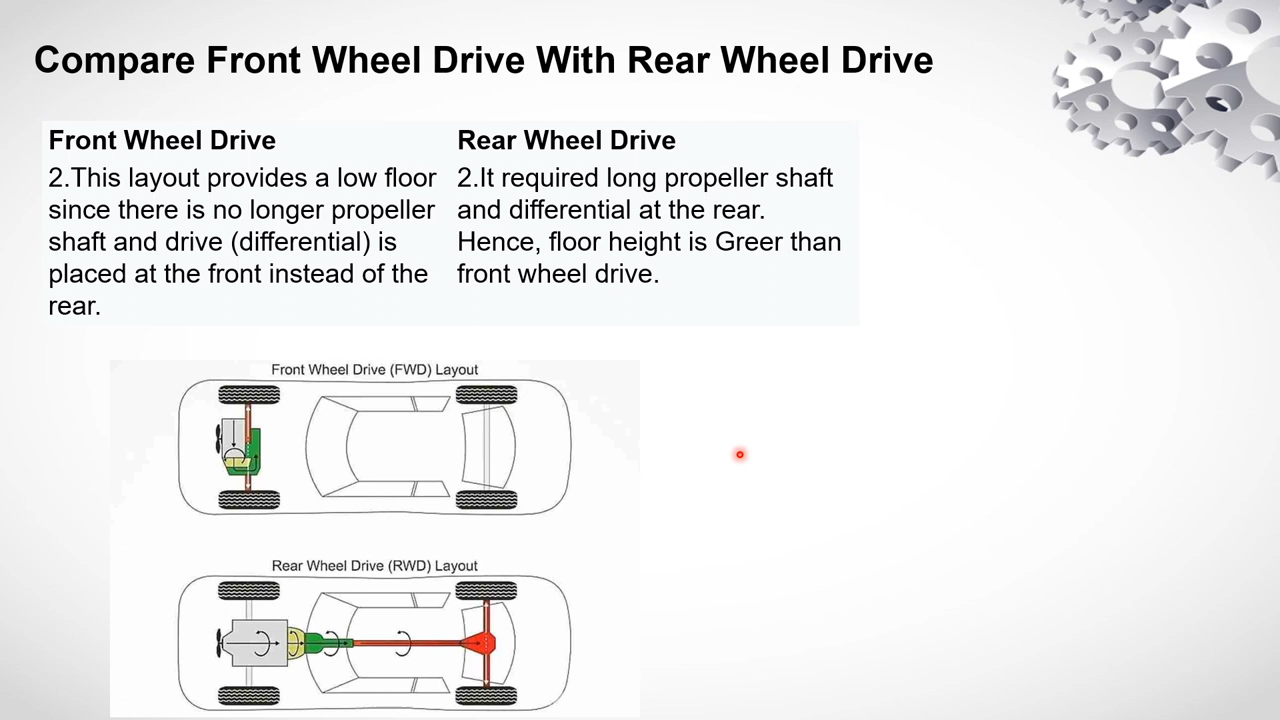 Compare Front Wheel Drive With Rear Wheel Drive
Front Wheel Drive
2.This layout provides a low floor
since there is no longer propeller
shaft and drive (differential) is
placed at the front instead of the
rear.
Rear Wheel Drive
2.It required long propeller shaft
and differential at the rear.
Hence, floor height is Greer than
front wheel drive.
Front Wheel Drive (FWD) Layout
Rear Wheel Drive (RWD) Layout